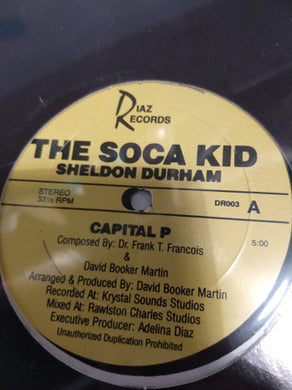 DIAZ
RECORDS
THE SOCA KID
SHELDON DURHAM
STEREO
33⅓ RPM
DR003 A
CAPITAL P
5:00
Composed By: Dr. Frank T. Francois
&
David Booker Martin
Arranged & Produced By: David Booker Martin
Recorded At: Krystal Sounds Studios
Mixed At: Rawlston Charles Studios
Executive Producer: Adelina Diaz
Unauthorized Duplication Prohibited